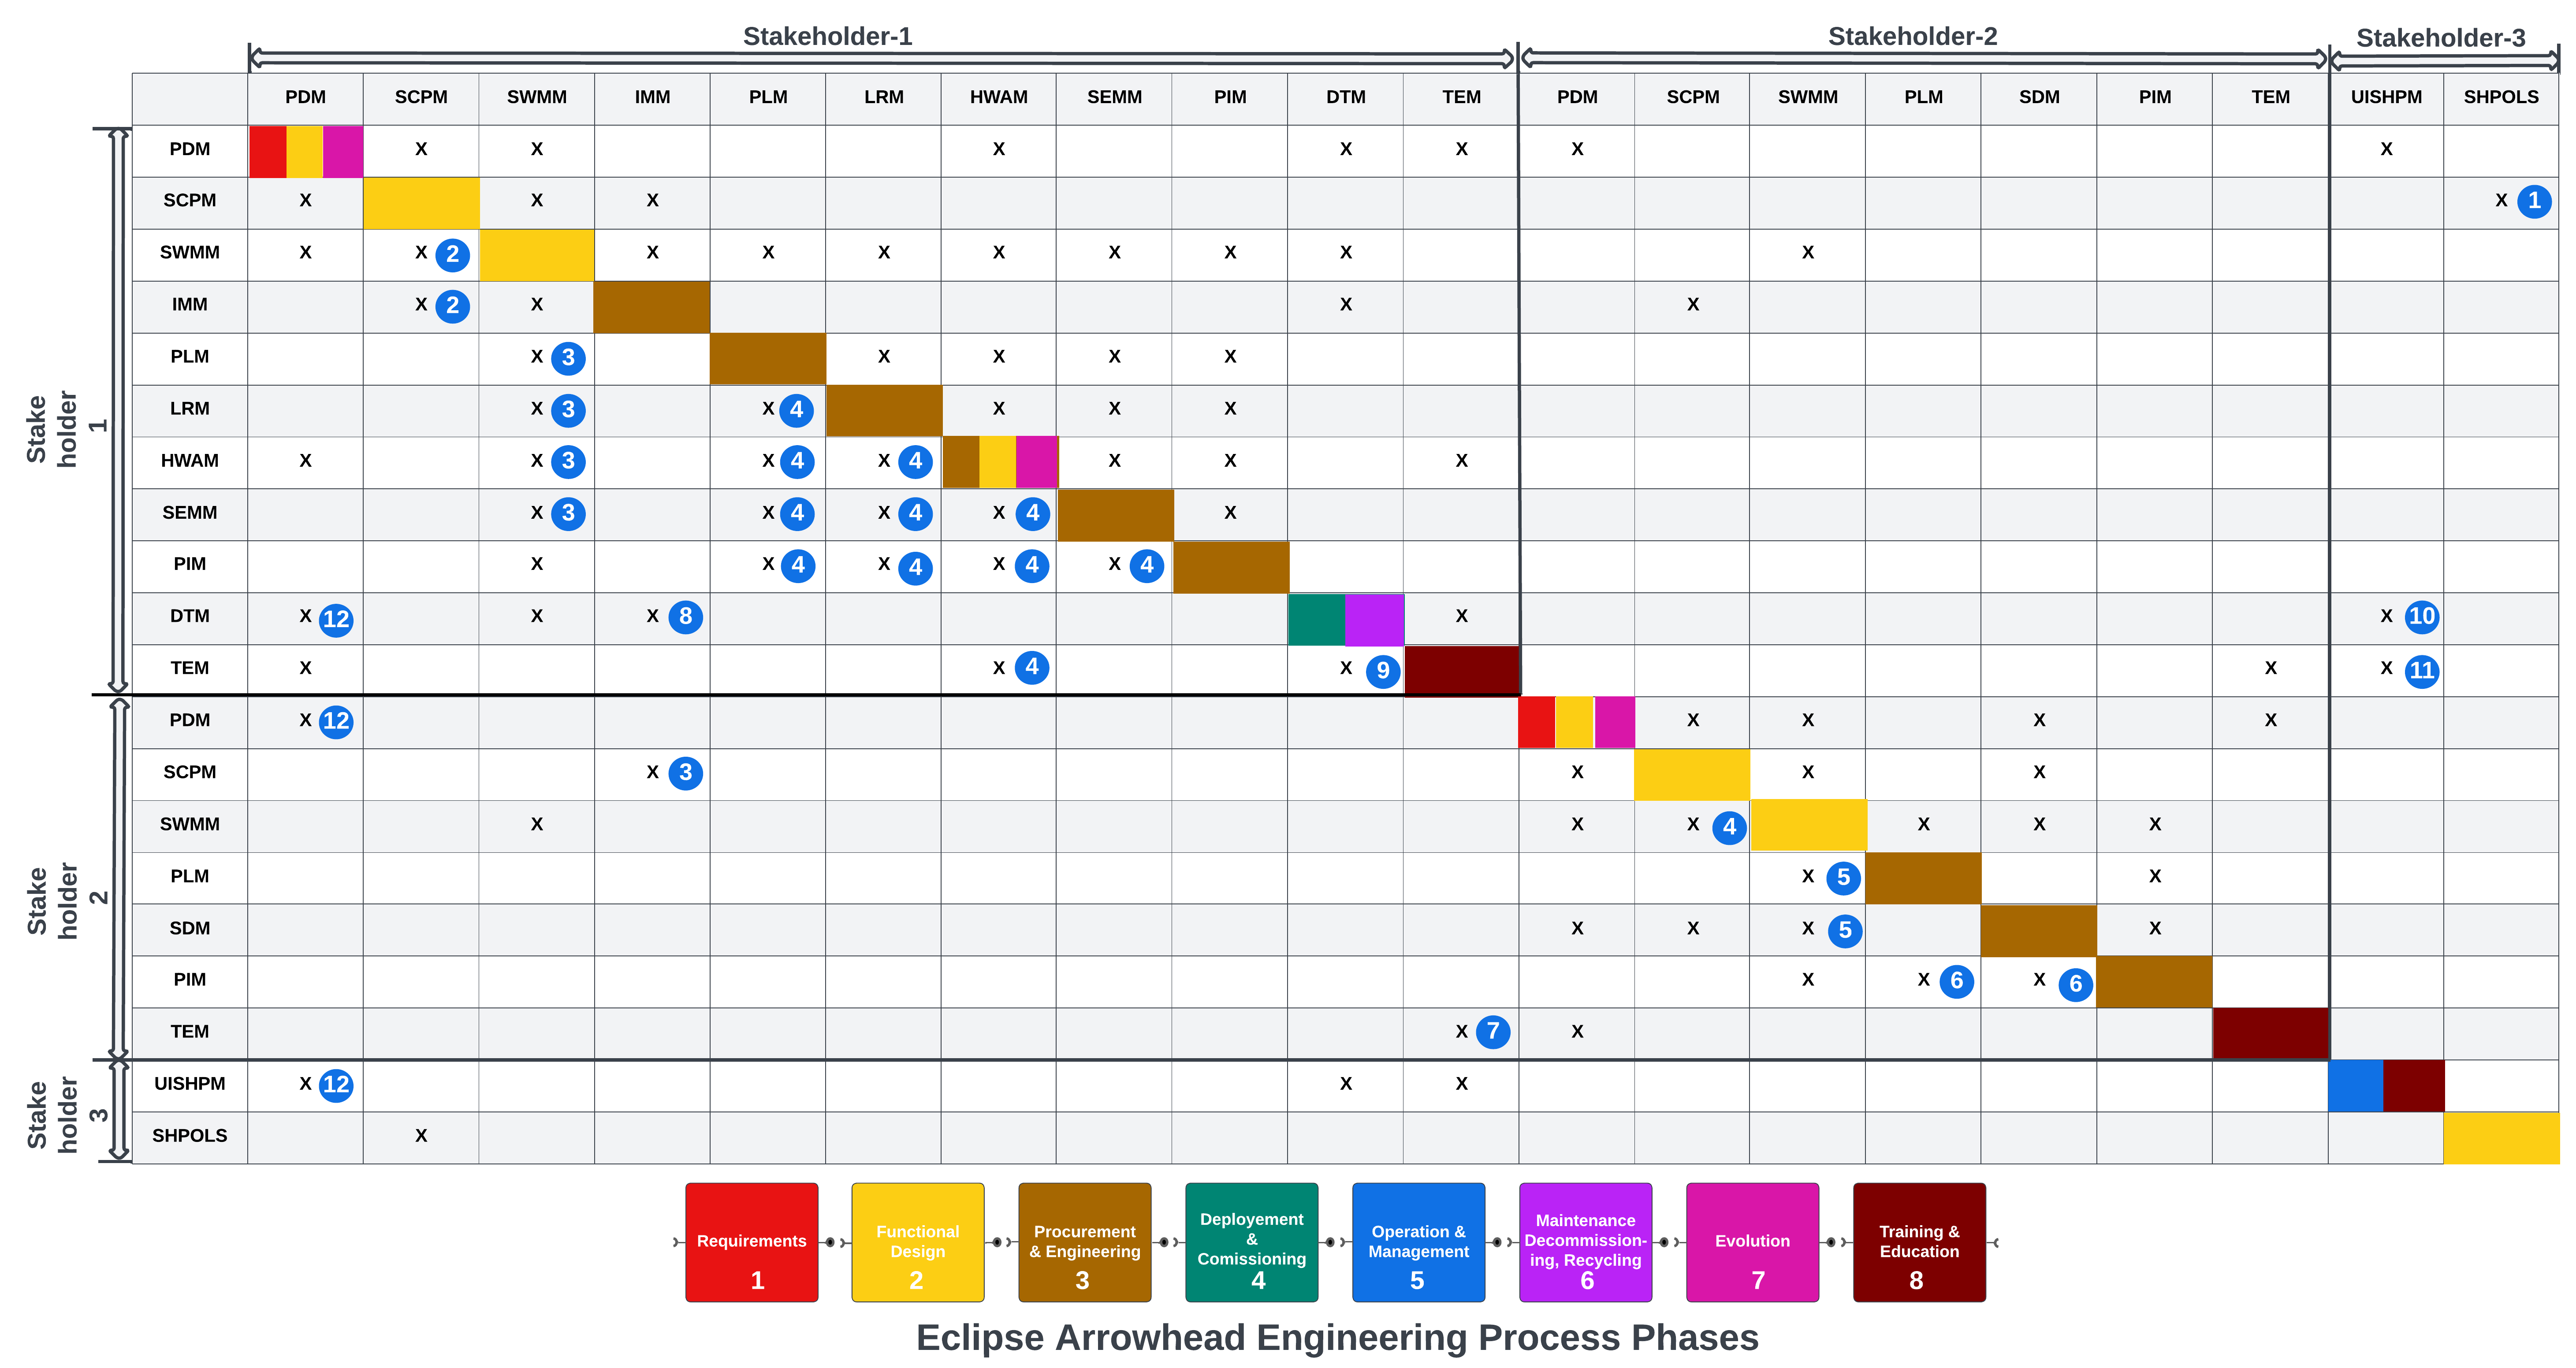 Stakeholder-1 Stakeholder-2 Stakeholder-3
PDM SCPM SWMM IMM PLM LRM HWAM SEMM PIM DTM TEM PDM SCPM SWMM PLM SDM PIM TEM UISHPM SHPOLS
Stake
holder
1
PDM X X X X X X X
SCPM X X X X 1
SWMM X X 2 X X X X X X X X
IMM X 2 X X X
PLM X 3 X X X X
LRM X 3 X 4 X X X
HWAM X X 3 X 4 X 4 X X X
SEMM X 3 X 4 X 4 X 4 X
PIM X X 4 X 4 X 4 X 4
DTM X 12 X X 8 X X 10
TEM X X 4 X 9 X X 11
Stake
holder
2
PDM X 12 X X X X
SCPM X 3 X X X
SWMM X X X 4 X X X
PLM X 5 X
SDM X X X 5 X
PIM X X 6 X 6
TEM X 7 X
Stake
holder
3
UISHPM X 12 X X
SHPOLS X
Requirements
1
Functional
Design
2
Procurement
& Engineering
3
Deployement
&
Comissioning
4
Operation &
Management
5
Maintenance
Decommission-
ing, Recycling
6
Evolution
7
Training &
Education
8
Eclipse Arrowhead Engineering Process Phases